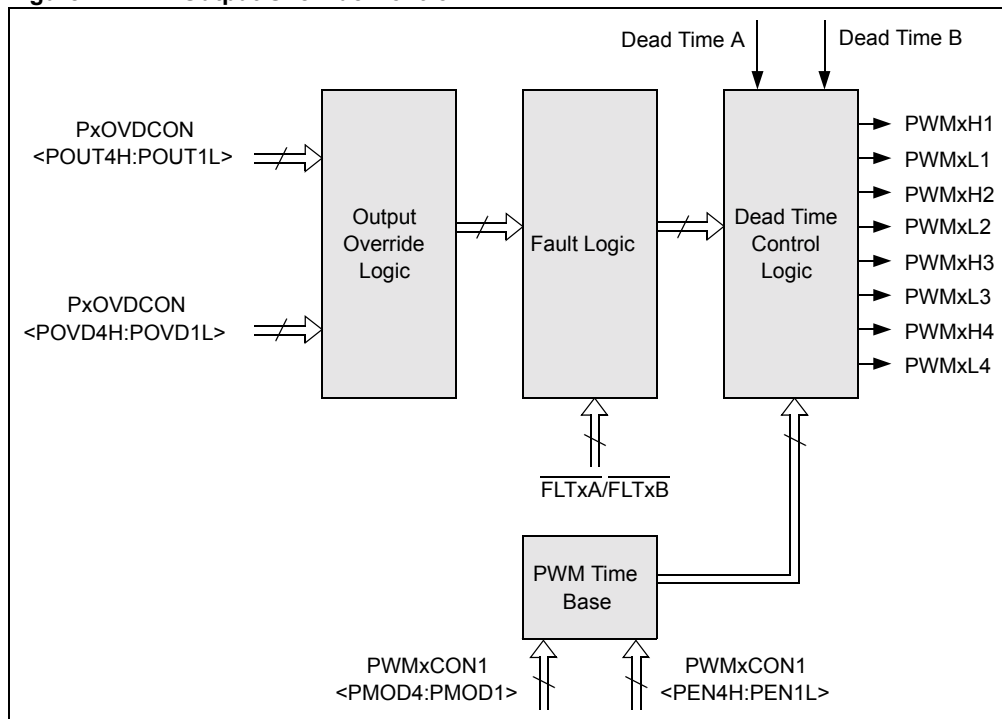 Dead Time A
Dead Time B
PxOVDCON
<POUT4H:POUT1L>
PxOVDCON
<POVD4H:POVD1L>
Output
Override
Logic
Fault Logic
Dead Time
Control
Logic
PWMxH1
PWMxL1
PWMxH2
PWMxL2
PWMxH3
PWMxL3
PWMxH4
PWMxL4
FLTxA/FLTxB
PWM Time
Base
PWMxCON1
<PMOD4:PMOD1>
PWMxCON1
<PEN4H:PEN1L>